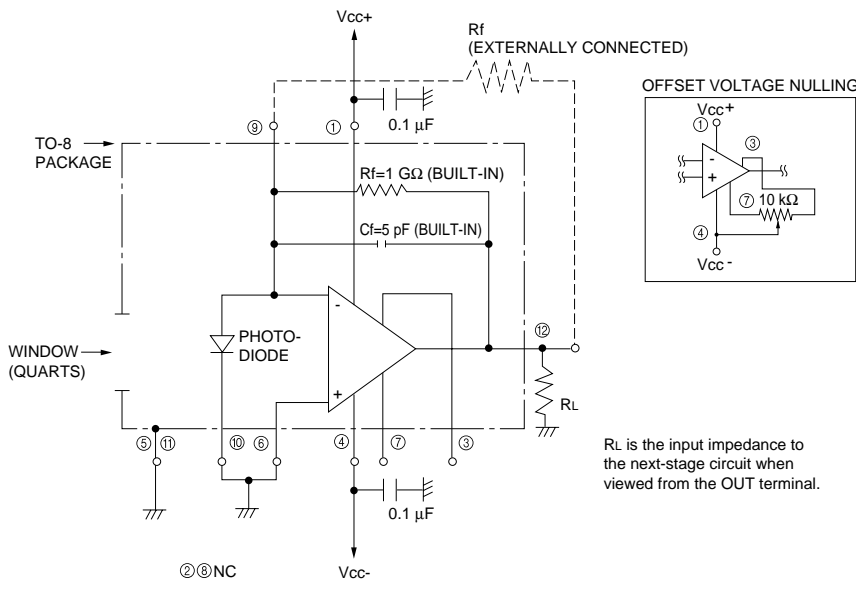 Vcc+
Rf
(EXTERNALLY CONNECTED)
OFFSET VOLTAGE NULLING
⑨
①
0.1 µF
TO-8
PACKAGE
Rf=1 GΩ (BUILT-IN)
Cf=5 pF (BUILT-IN)
Vcc+
①
③
-
+
⑦ 10 kΩ
④
Vcc -
-
PHOTO-
DIODE
+
WINDOW
(QUARTS)
⑫
RL
⑤ ⑪
⑩
⑥
④
⑦
③
0.1 µF
RL is the input impedance to
the next-stage circuit when
viewed from the OUT terminal.
②⑧NC
Vcc-